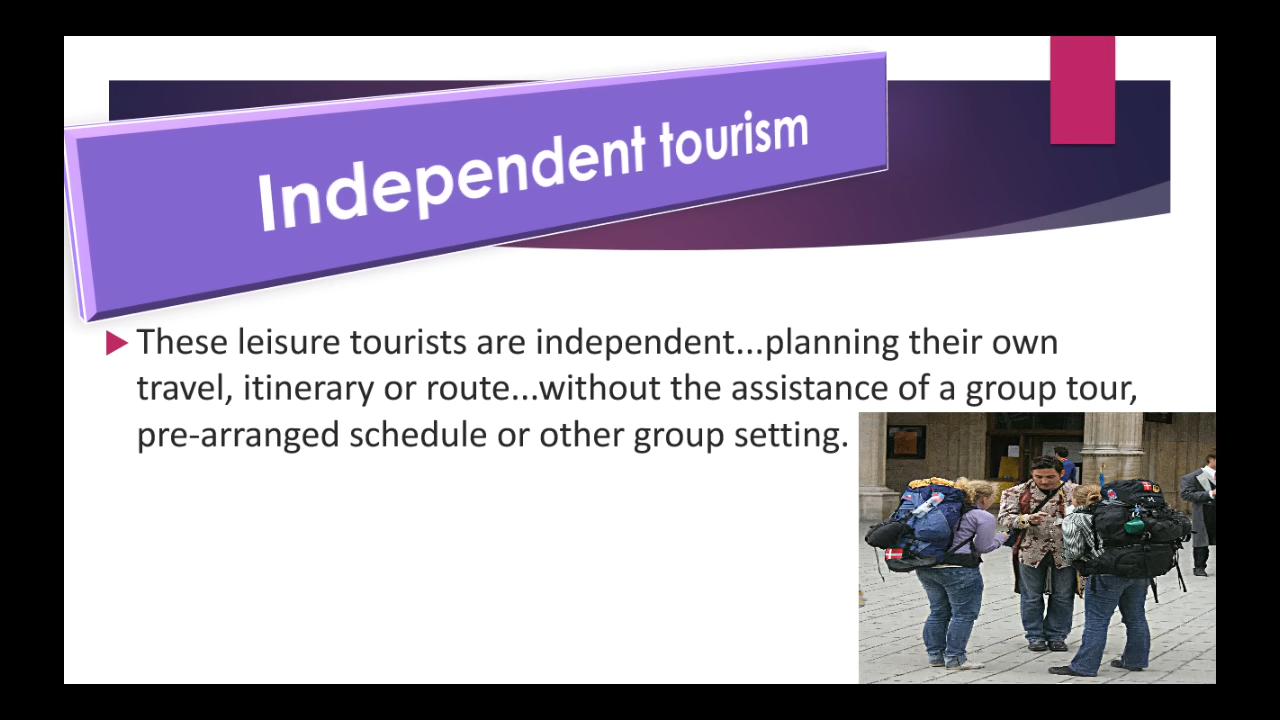 Independent tourism
These leisure tourists are independent...planning their own
travel, itinerary or route...without the assistance of a group tour,
pre-arranged schedule or other group setting.